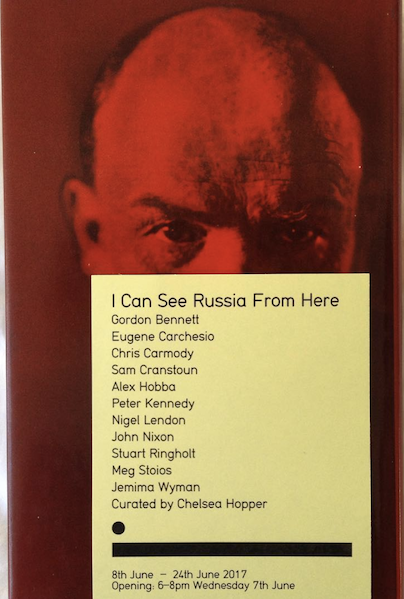 I Can See Russia From Here
Gordon Bennett
Eugene Carchesio
Chris Carmody
Sam Cranstoun
Alex Hobba
Peter Kennedy
Nigel Lendon
John Nixon
Stuart Ringholt
Meg Stoios
Jemima Wyman
Curated by Chelsea Hopper
8th June – 24th June 2017
Opening: 6–8pm Wednesday 7th June